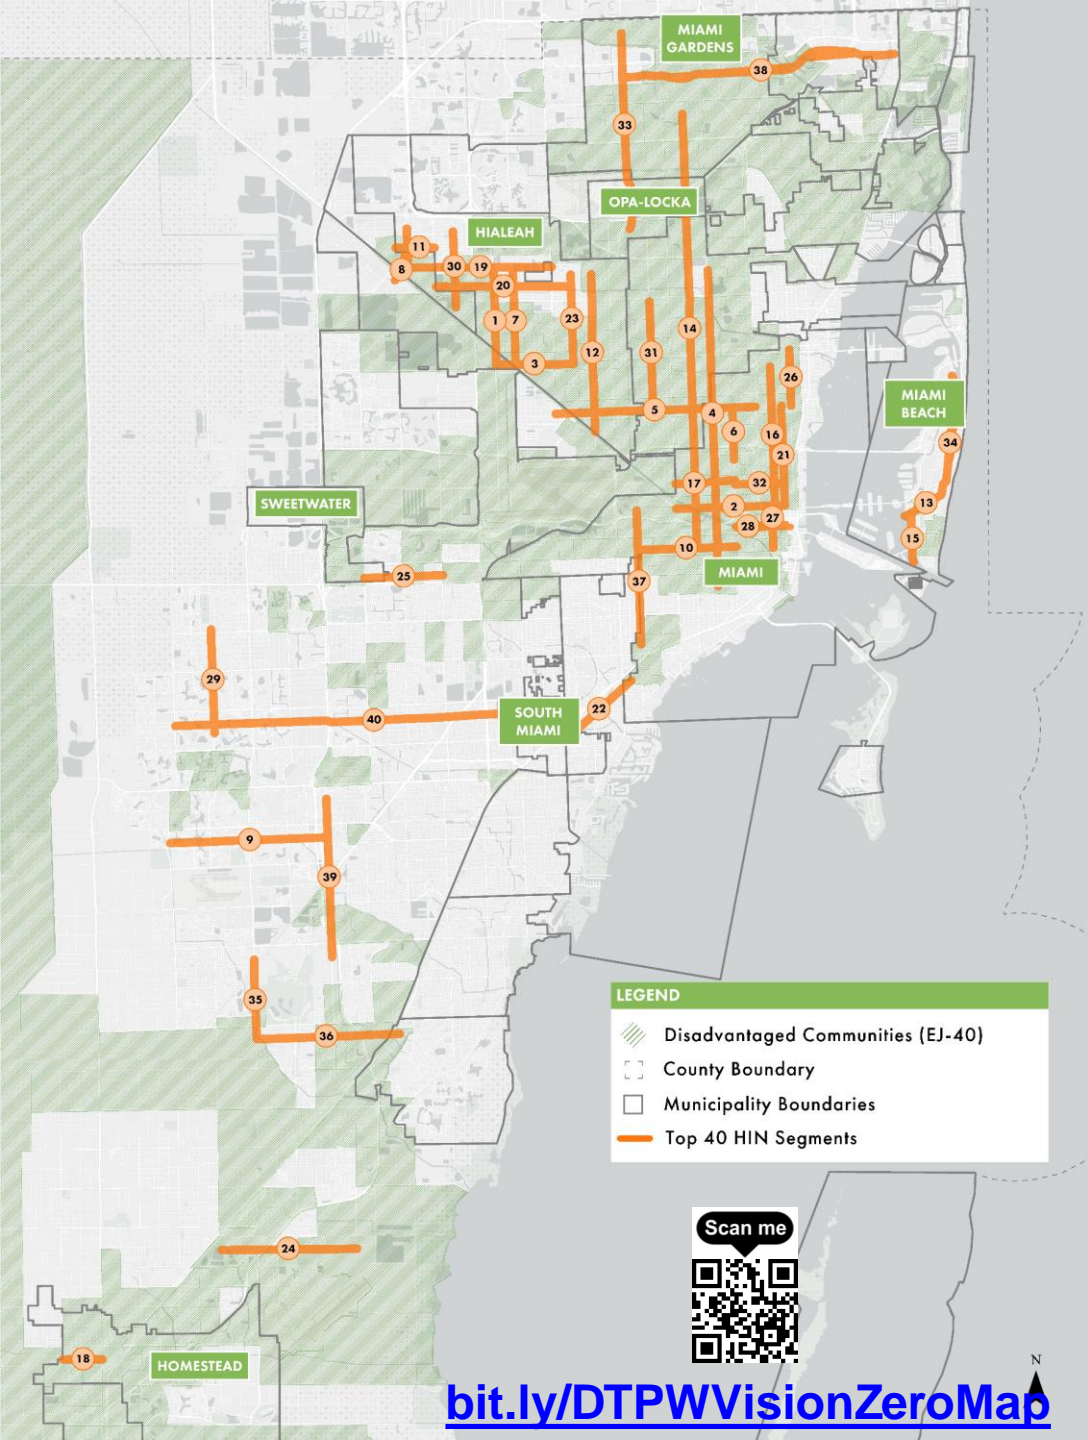 MIAMI
GARDENS
38
33
OPA-LOCKA
HIALEAH
11
8
30
19
20
1
7
23
12
3
31
14
5
4
6
26
16
21
MIAMI
BEACH
34
13
15
17
32
2
27
28
10
MIAMI
37
SWEETWATER
25
29
40
SOUTH
MIAMI
22
9
39
35
36
LEGEND
Disadvantaged Communities (EJ-40)
County Boundary
Municipality Boundaries
Top 40 HIN Segments
24
18
HOMESTEAD
Scan me
N
bit.ly/DTPWVisionZeroMap